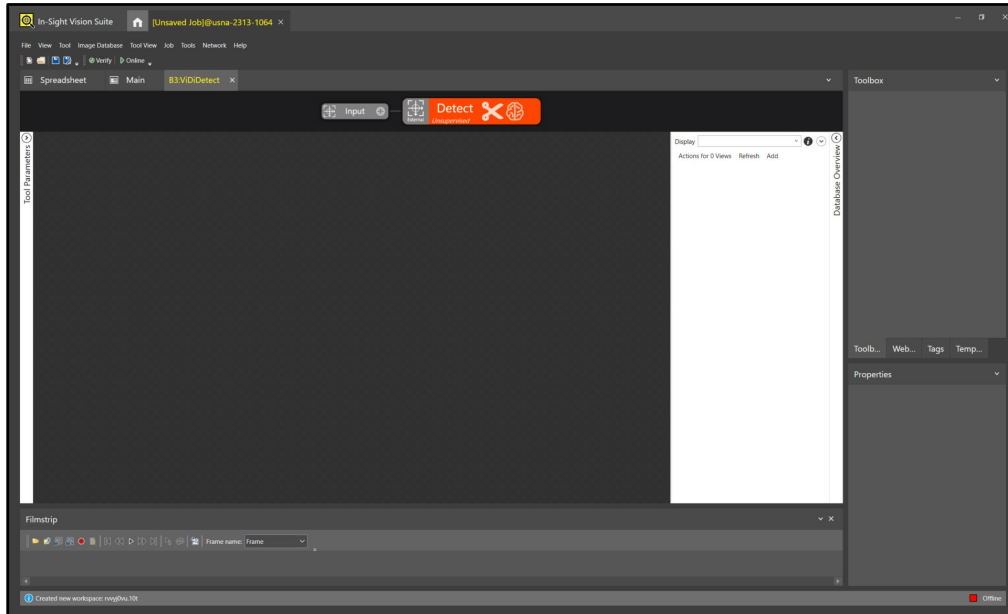 In-Sight Vision Suite [Unsaved Job]@usna-2313-1064
File View Tool Image Database Tool View Job Tools Network Help
Verify Online
Spreadsheet Main B3:ViDiDetect
Toolbox
Input
External
Detect
Unsupervised
Tool Parameters
Display
Actions for 0 Views Refresh Add
Database Overview
Toolb... Web... Tags Temp...
Properties
Filmstrip
Frame name: Frame
Created new workspace: rvvyj0vu.10t
Offline